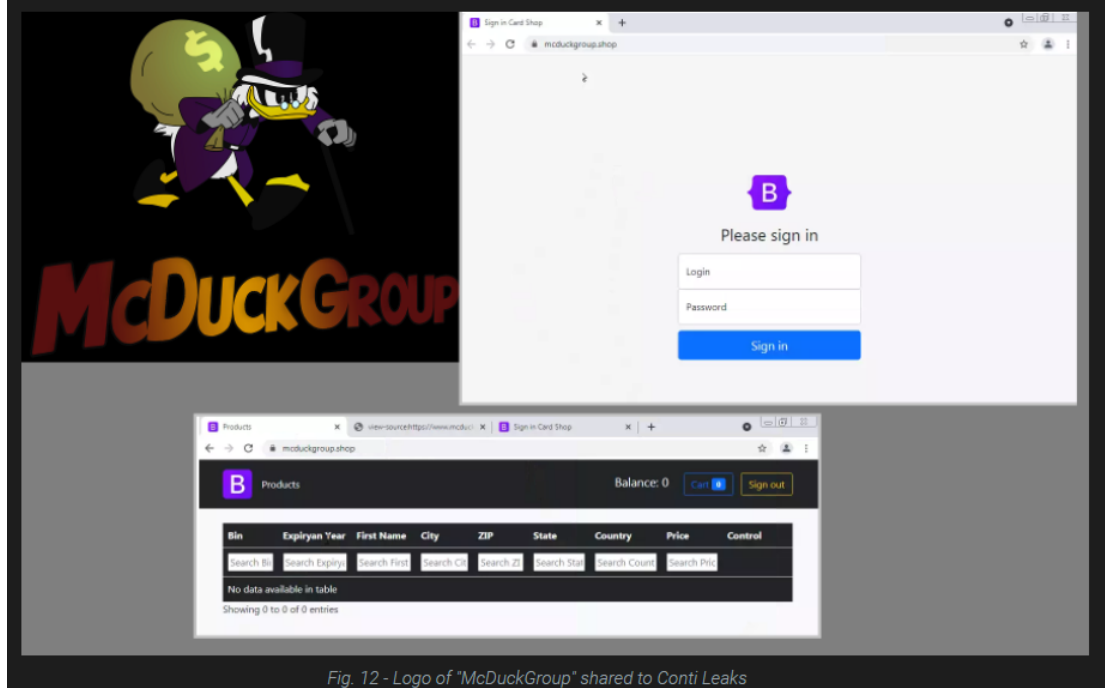 McDuckGroup
Sign in Card Shop
mcduckgroup.shop
B
Please sign in
Login
Password
Sign in
Products
view-source:https://www.mcduc
Sign in Card Shop
mcduckgroup.shop
B Products Balance: 0 Cart 0 Sign out
Bin Expiryan Year First Name City ZIP State Country Price Control
Search Bi Search Expirya Search First Search Cit Search ZI Search Stat Search Count Search Pric
No data available in table
Showing 0 to 0 of 0 entries
Fig. 12 - Logo of "McDuckGroup" shared to Conti Leaks